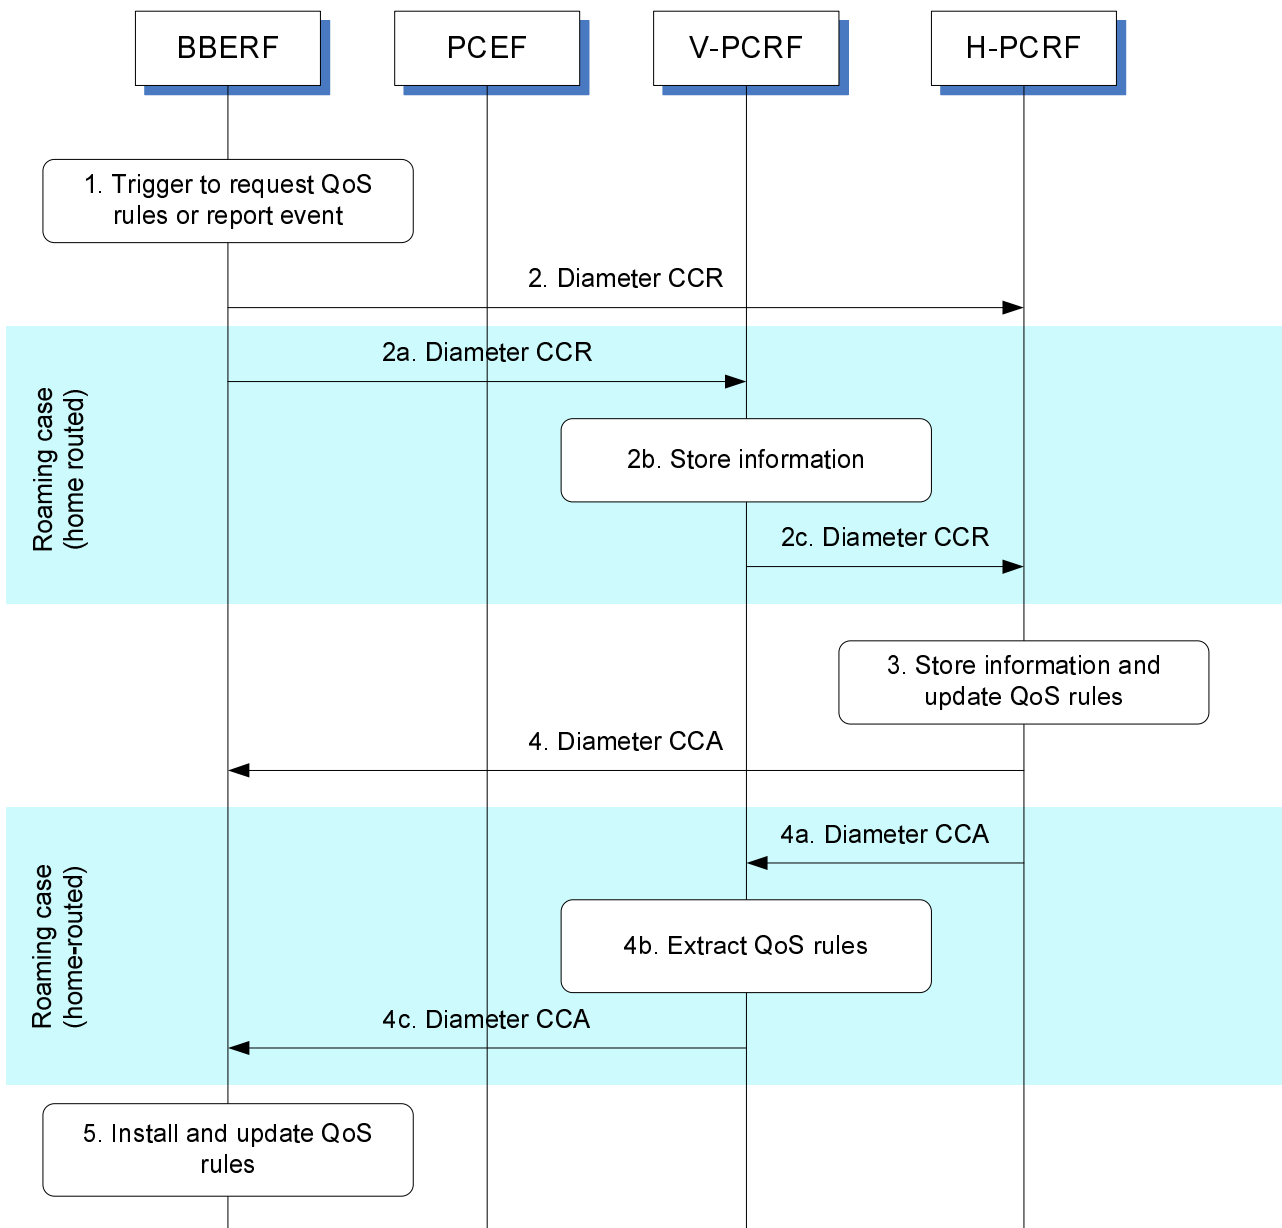 BBERF
PCEF
V-PCRF
H-PCRF
1. Trigger to request QoS
rules or report event
2. Diameter CCR
2a. Diameter CCR
Roaming case
(home routed)
2b. Store information
2c. Diameter CCR
3. Store information and
update QoS rules
4. Diameter CCA
4a. Diameter CCA
Roaming case
(home-routed)
4b. Extract QoS rules
4c. Diameter CCA
5. Install and update QoS
rules